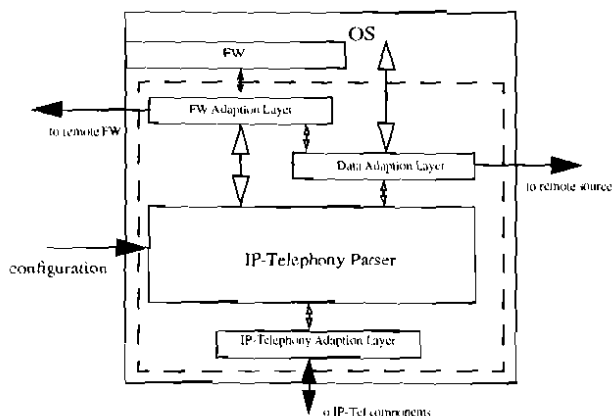 OS
FW
FW Adaption Layer
to remote FW
Data Adaption Layer
to remote source
IP-Telephony Parser
configuration
IP-Telephony Adaption Layer
o IP-Tel components